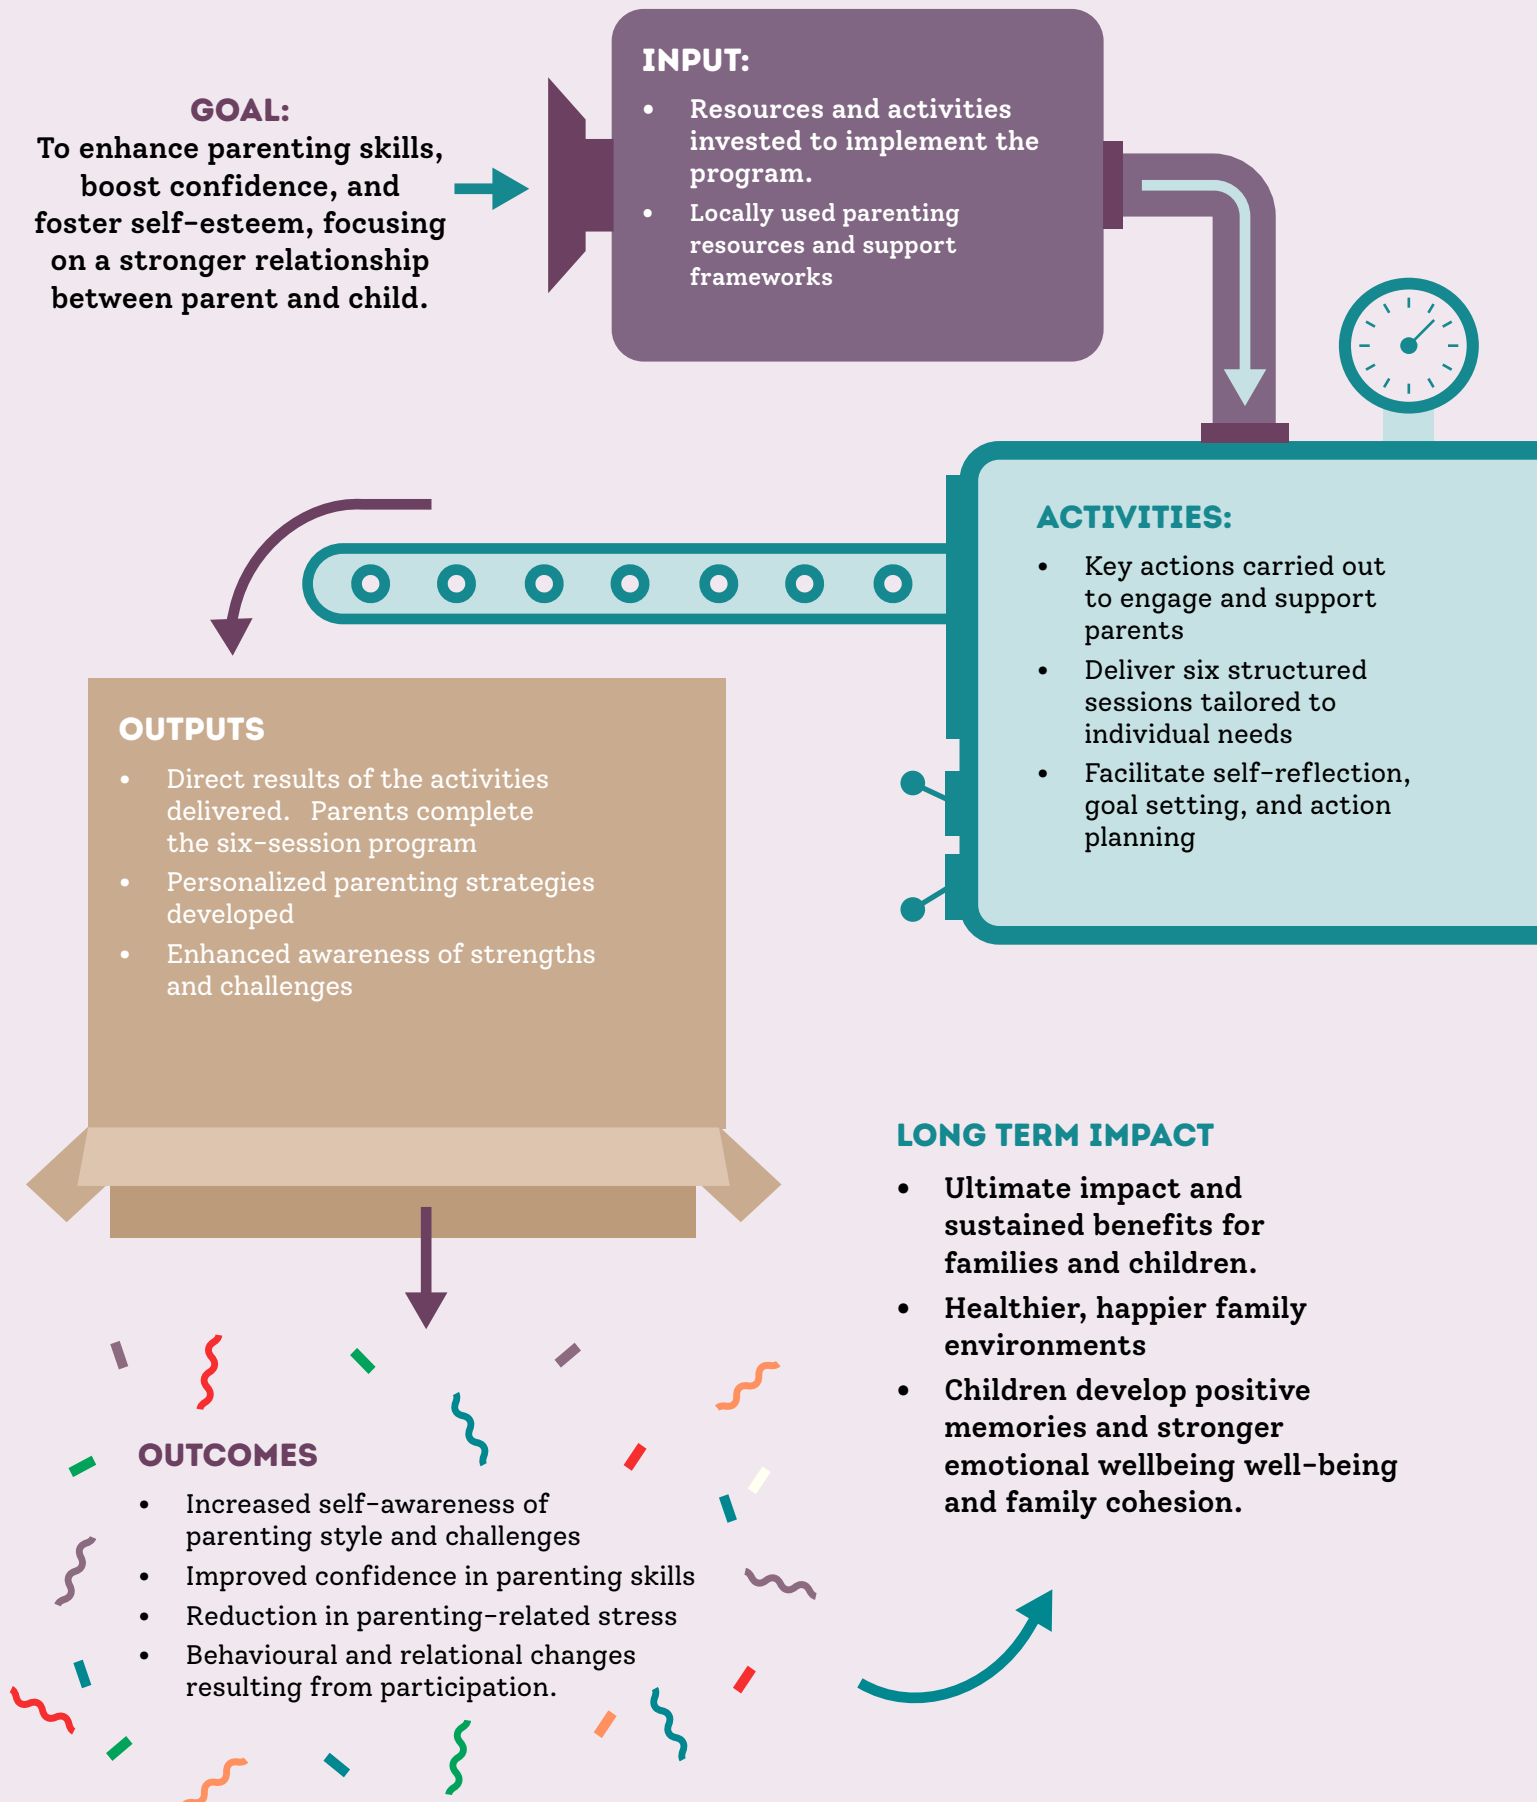 GOAL:
To enhance parenting skills,
boost confidence, and
foster self-esteem, focusing
on a stronger relationship
between parent and child.
INPUT:
• Resources and activities
invested to implement the
program.
• Locally used parenting
resources and support
frameworks
ACTIVITIES:
• Key actions carried out
to engage and support
parents
• Deliver six structured
sessions tailored to
individual needs
• Facilitate self-reflection,
goal setting, and action
planning
OUTPUTS
• Direct results of the activities
delivered.   Parents complete
the six-session program
• Personalized parenting strategies
developed
• Enhanced awareness of strengths
and challenges
OUTCOMES
• Increased self-awareness of
parenting style and challenges
• Improved confidence in parenting skills
• Reduction in parenting-related stress
• Behavioural and relational changes
resulting from participation.
LONG TERM IMPACT
• Ultimate impact and
sustained benefits for
families and children.
• Healthier, happier family
environments
• Children develop positive
memories and stronger
emotional wellbeing well-being
and family cohesion.